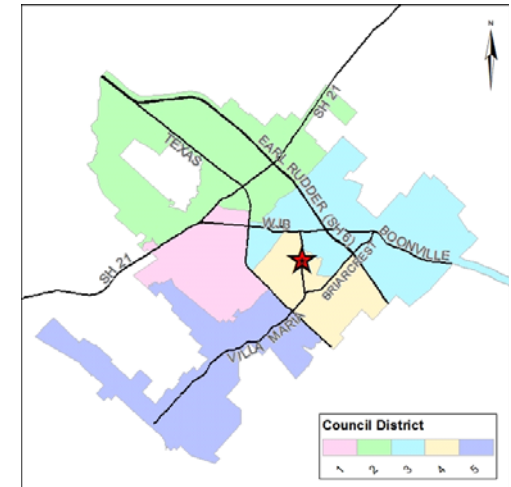 N
SH 21
EARL RUDDER (SH 6)
TEXAS
WJB
BOONVILLE
BRIARCREST
SH 21
VILLA MARIA
Council District
1 2 3 4 5